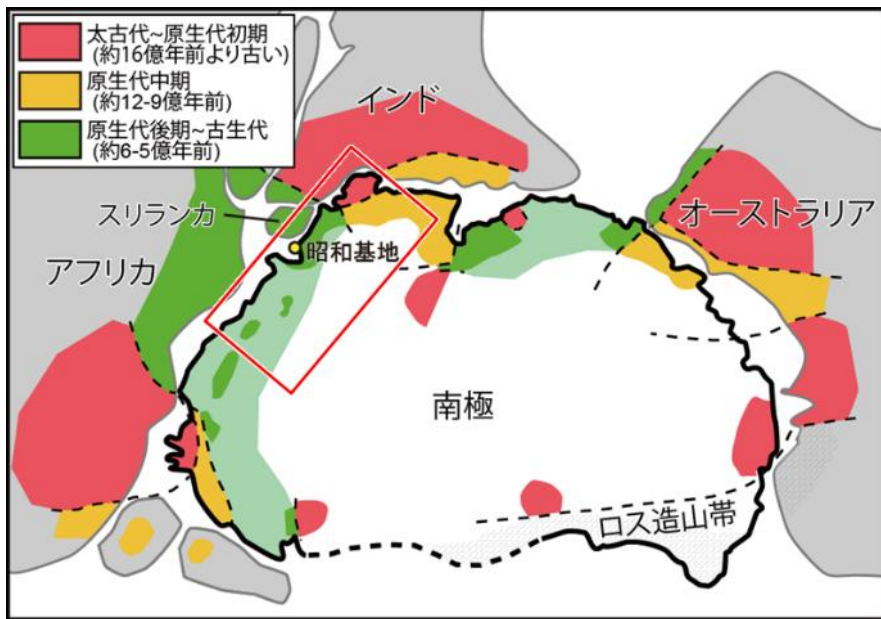 太古代~原生代初期
(約16億年前より古い)
原生代中期
(約12-9億年前)
原生代後期~古生代
(約6-5億年前)
インド
スリランカ
オーストラリア
昭和基地
アフリカ
南極
ロス造山帯